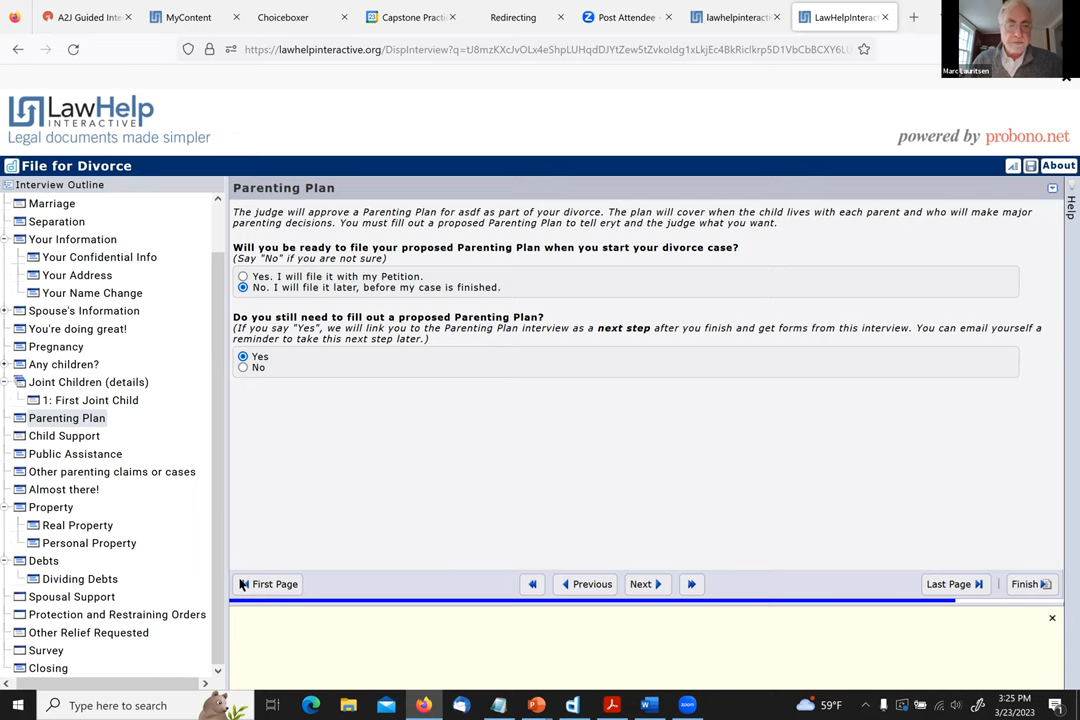 A2J Guided Inte
MyContent
Choiceboxer
Capstone Practi
Redirecting
Post Attendee -
lawhelpinteract
LawHelpInterac
https://lawhelpinteractive.org/DispInterview?q=
Marc Lauritsen
LawHelp
INTERACTIVE
Legal documents made simpler
powered by probono.net
File for Divorce
About
Interview Outline
Help
Marriage
Separation
Your Information
Your Confidential Info
Your Address
Your Name Change
Spouse's Information
You're doing great!
Pregnancy
Any children?
Joint Children (details)
1: First Joint Child
Parenting Plan
Child Support
Public Assistance
Other parenting claims or cases
Almost there!
Property
Real Property
Personal Property
Debts
Dividing Debts
Spousal Support
Protection and Restraining Orders
Other Relief Requested
Survey
Closing
Parenting Plan
The judge will approve a Parenting Plan for asdf as part of your divorce. The plan will cover when the child lives with each parent and who will make major
parenting decisions. You must fill out a proposed Parenting Plan to tell eryt and the judge what you want.
Will you be ready to file your proposed Parenting Plan when you start your divorce case?
(Say "No" if you are not sure)
Yes. I will file it with my Petition.
No. I will file it later, before my case is finished.
Do you still need to fill out a proposed Parenting Plan?
(If you say "Yes", we will link you to the Parenting Plan interview as a next step after you finish and get forms from this interview. You can email yourself a
reminder to take this next step later.)
Yes
No
First Page
Previous
Next
Last Page
Finish
Type here to search
59°F
3:25 PM
3/23/2023